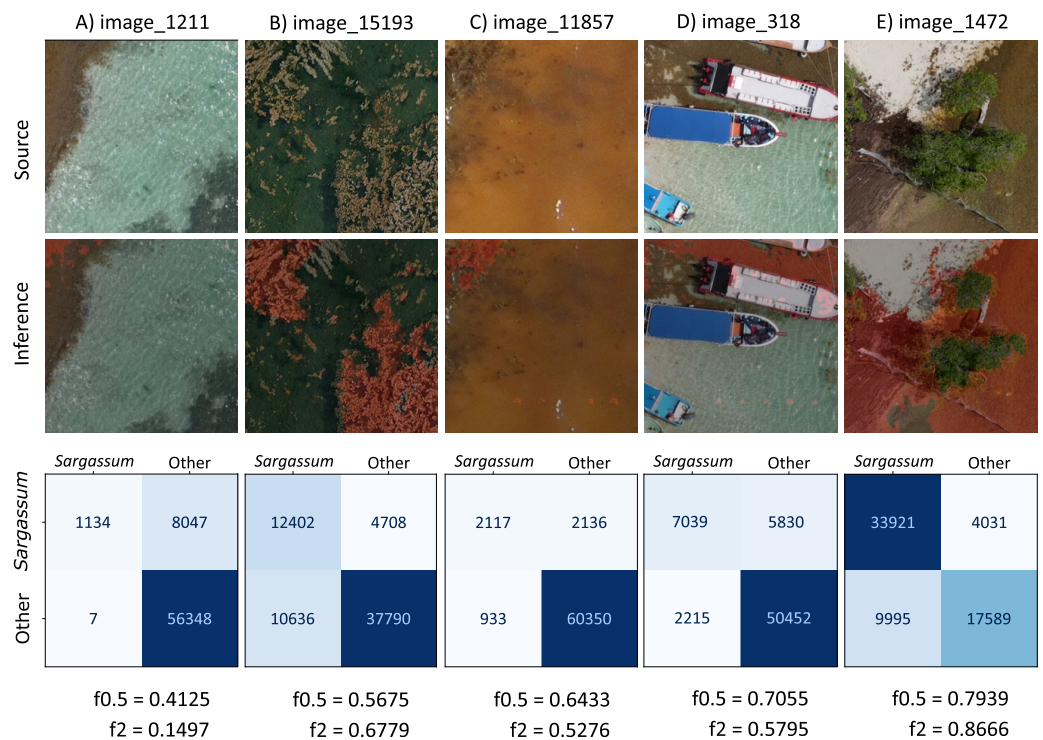 A) image_1211 B) image_15193 C) image_11857 D) image_318 E) image_1472
Source
Inference
Sargassum Other Sargassum Other Sargassum Other Sargassum Other Sargassum Other
Sargassum
1134 8047 12402 4708 2117 2136 7039 5830 33921 4031
Other
7 56348 10636 37790 933 60350 2215 50452 9995 17589
f0.5 = 0.4125 f0.5 = 0.5675 f0.5 = 0.6433 f0.5 = 0.7055 f0.5 = 0.7939
f2 = 0.1497 f2 = 0.6779 f2 = 0.5276 f2 = 0.5795 f2 = 0.8666